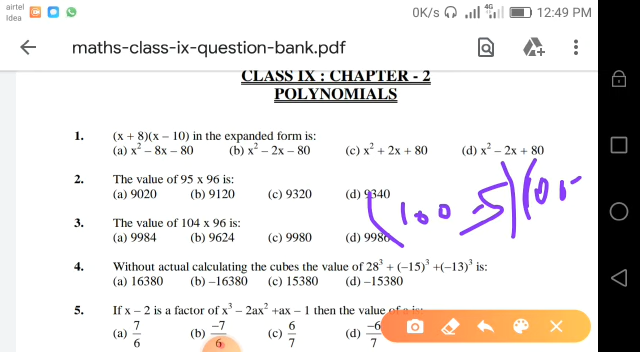 airtel
Idea
0K/s 4G 12:49 PM
maths-class-ix-question-bank.pdf
CLASS IX : CHAPTER - 2
POLYNOMIALS
1. (x + 8)(x – 10) in the expanded form is:
(a) x² – 8x – 80 (b) x² – 2x – 80 (c) x² + 2x + 80 (d) x² – 2x + 80
2. The value of 95 x 96 is:
(a) 9020 (b) 9120 (c) 9320 (d) 9340
(100-5)(
3. The value of 104 x 96 is:
(a) 9984 (b) 9624 (c) 9980 (d) 9986
4. Without actual calculating the cubes the value of 28³ + (–15)³ +(–13)³ is:
(a) 16380 (b) –16380 (c) 15380 (d) –15380
5. If x – 2 is a factor of x³ – 2ax² +ax – 1 then the value of a is:
(a) 7/6 (b) –7/6 (c) 6/7 (d) –6/7